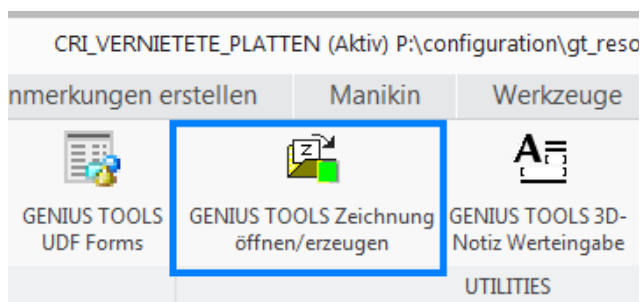 CRI_VERNIETETE_PLATTEN (Aktiv) P:\configuration\gt_reso
nmerkungen erstellen
Manikin
Werkzeuge
Z
A
GENIUS TOOLS
UDF Forms
GENIUS TOOLS Zeichnung
öffnen/erzeugen
GENIUS TOOLS 3D-
Notiz Werteingabe
UTILITIES